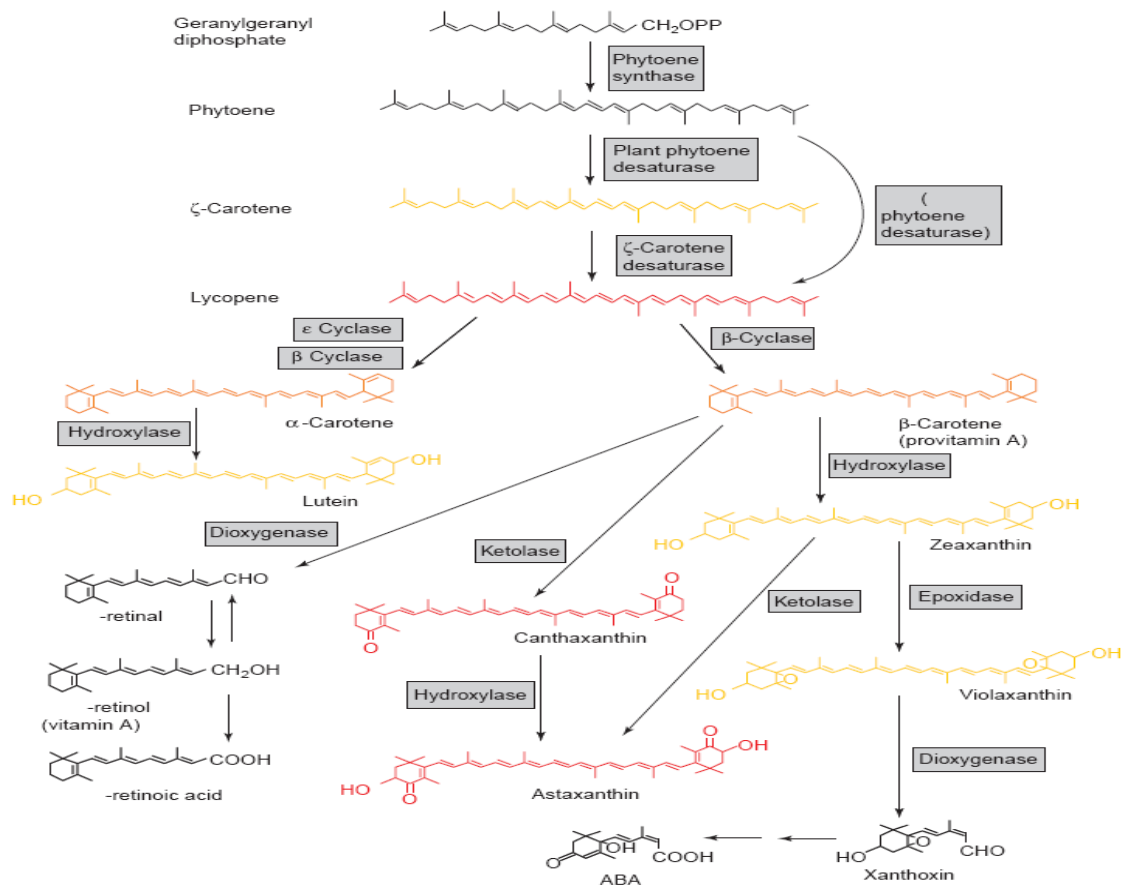 Geranylgeranyl
diphosphate
CH₂OPP
Phytoene
synthase
Phytoene
Plant phytoene
desaturase
(
phytoene
desaturase)
ζ-Carotene
ζ-Carotene
desaturase
Lycopene
ε Cyclase
β Cyclase
β-Cyclase
α-Carotene
β-Carotene
(provitamin A)
Hydroxylase
Hydroxylase
OH
HO
Lutein
OH
HO
Zeaxanthin
Dioxygenase
Ketolase
Ketolase
Epoxidase
CHO
-retinal
O
O
Canthaxanthin
CH₂OH
-retinol
(vitamin A)
OH
O
O
HO
Violaxanthin
Hydroxylase
COOH
-retinoic acid
O
OH
HO
O
Astaxanthin
Dioxygenase
OH
O
COOH
ABA
O
HO
CHO
Xanthoxin